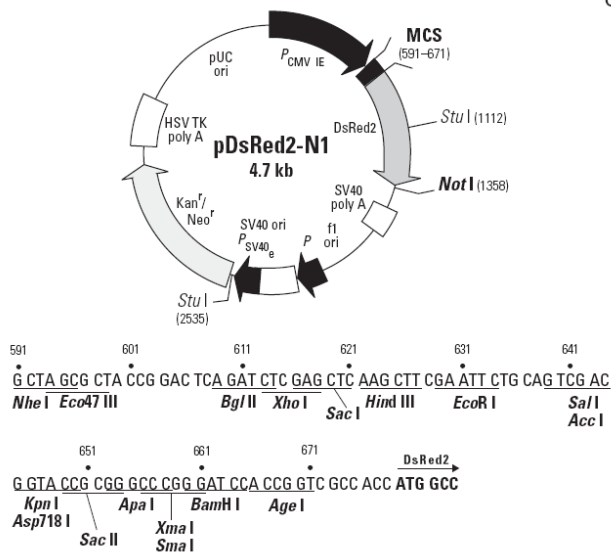 MCS
(591–671)
P CMV IE
pUC
ori
HSV TK
poly A
DsRed2
Stu I (1112)
pDsRed2-N1
4.7 kb
Not I (1358)
SV40
poly A
Kanr/
Neor
SV40 ori
P SV40e
P
f1
ori
Stu I
(2535)
591 601 611 621 631 641
G CTA GCG CTA CCG GAC TCA GAT CTC GAG CTC AAG CTT CGA ATT CTG CAG TCG AC
Nhe I Eco47 III Bgl II Xho I Sac I Hind III EcoR I Sal I
Acc I
651 661 671 DsRed2
G GTA CCG CGG GCC CGG GAT CCA CCG GTC GCC ACC ATG GCC
Kpn I Apa I BamH I Age I
Asp718 I
Sac II Xma I
Sma I